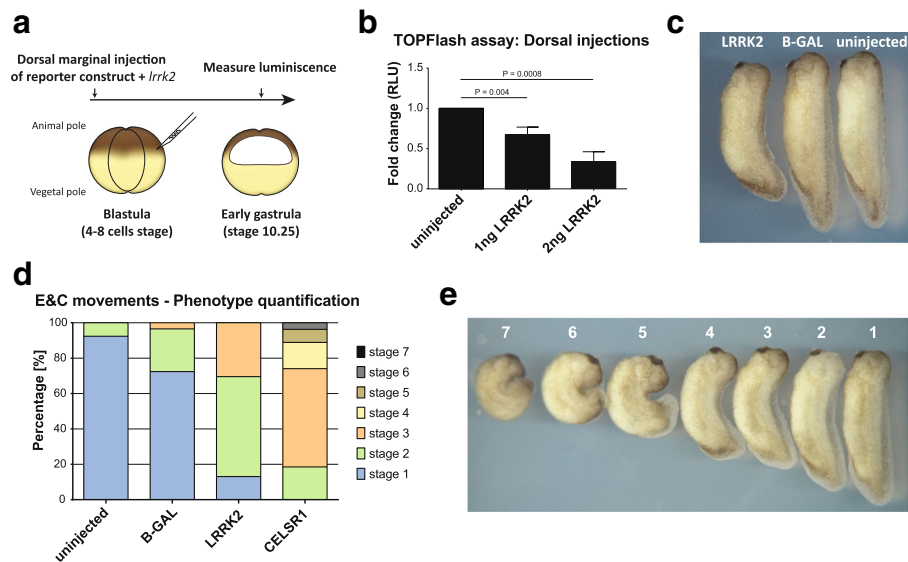 a
Dorsal marginal injection
of reporter construct + lrrk2
Measure luminiscence
Animal pole
Vegetal pole
Blastula
(4-8 cells stage)
Early gastrula
(stage 10.25)
b
TOPFlash assay: Dorsal injections
Fold change (RLU)
1.5
1.0
0.5
0.0
P = 0.0008
P = 0.004
uninjected
1ng LRRK2
2ng LRRK2
c
LRRK2 B-GAL uninjected
d
E&C movements - Phenotype quantification
Percentage [%]
100
80
60
40
20
0
uninjected
B-GAL
LRRK2
CELSR1
stage 7
stage 6
stage 5
stage 4
stage 3
stage 2
stage 1
e
7 6 5 4 3 2 1